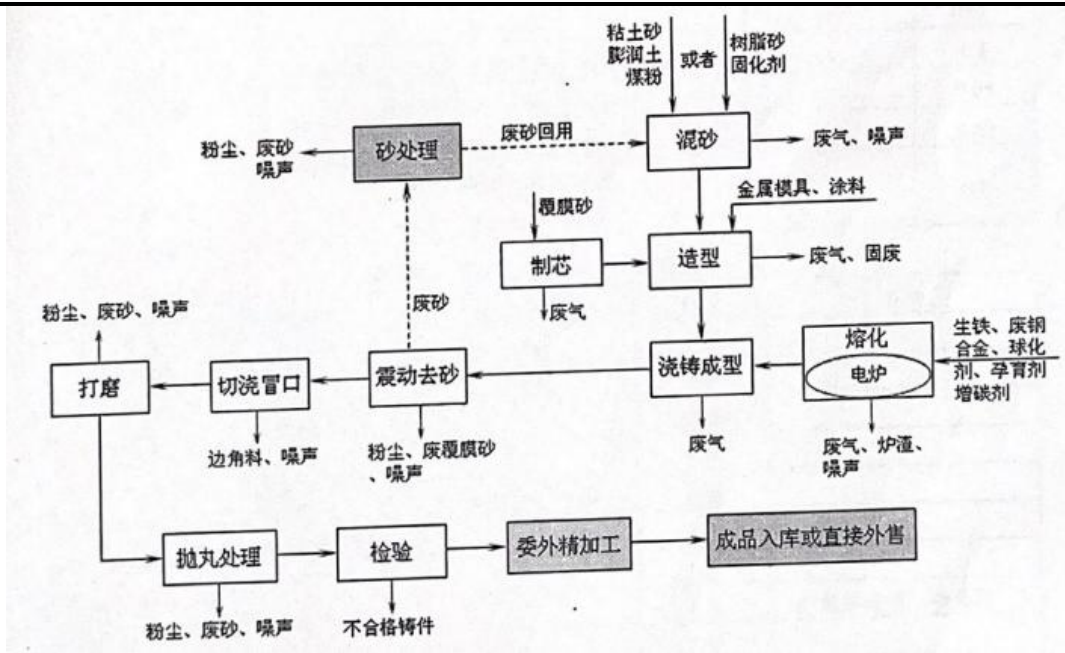 粘土砂
膨润土
煤粉
或者
树脂砂
固化剂
粉尘、废砂
噪声
砂处理
废砂回用
混砂
废气、噪声
金属模具、涂料
覆膜砂
制芯
造型
废气、固废
废气
废砂
粉尘、废砂、噪声
打磨
切浇冒口
震动去砂
浇铸成型
熔化
电炉
生铁、废钢
合金、球化
剂、孕育剂
增碳剂
边角料、噪声
粉尘、废覆膜砂
、噪声
废气
废气、炉渣、
噪声
抛丸处理
检验
委外精加工
成品入库或直接外售
粉尘、废砂、噪声
不合格铸件